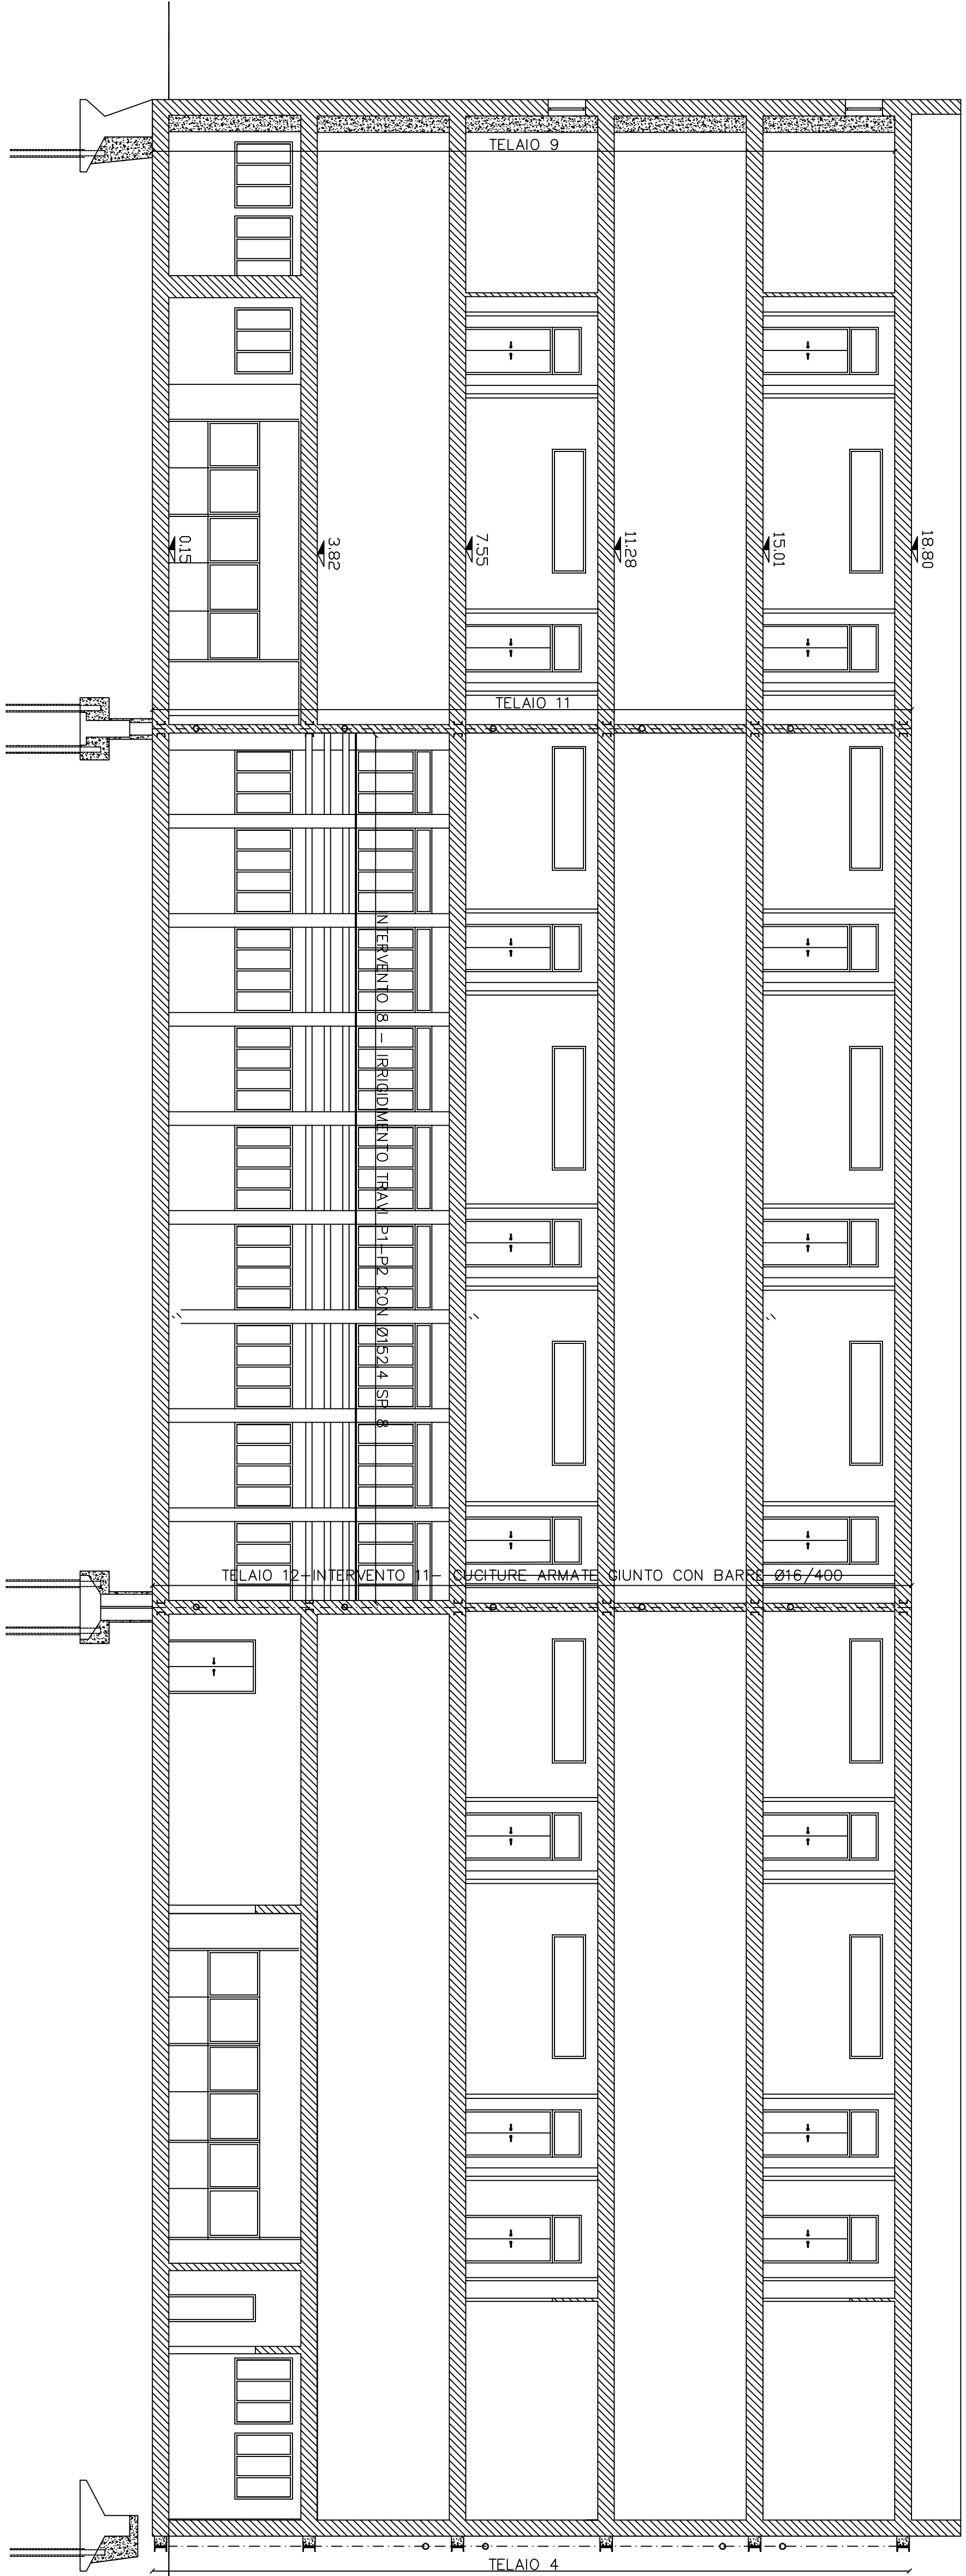 TELAIO 9
18.80
15.01
11.28
7.55
3.82
0.15
TELAIO 11
INTERVENTO 8 - IRRIGIDIMENTO TRAVI P1-P2 CON Ø152.4 SP 8
TELAIO 12-INTERVENTO 11- CUCITURE ARMATE GIUNTO CON BARRE Ø16/400
TELAIO 4